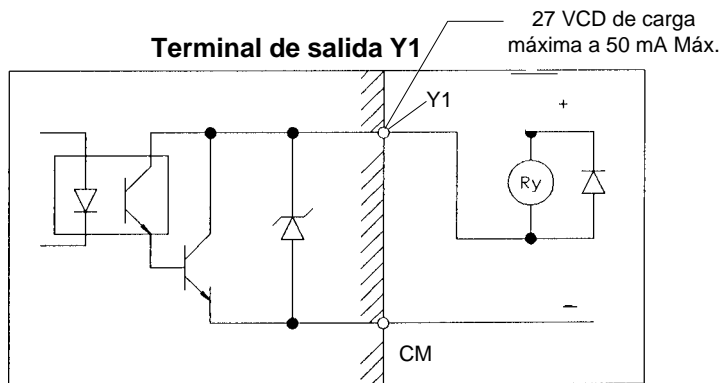 27 VCD de carga
máxima a 50 mA Máx.
Terminal de salida Y1
Y1
+
Ry
-
CM